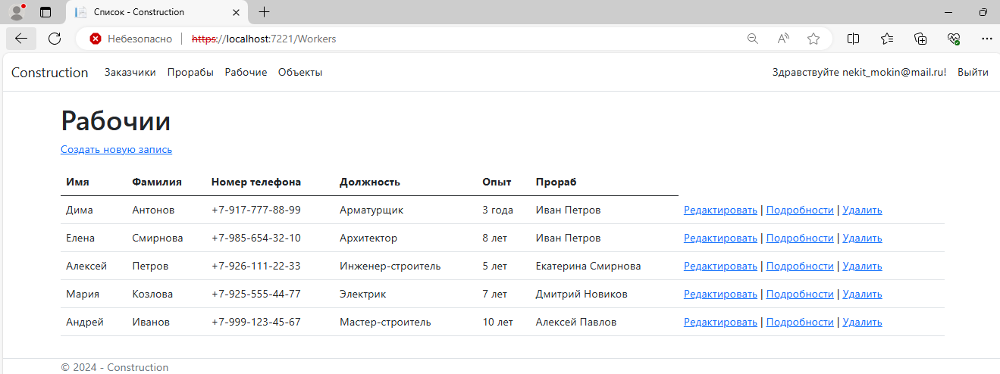 Список - Construction
Небезопасно https://localhost:7221/Workers
Construction Заказчики Прорабы Рабочие Объекты Здравствуйте nekit_mokin@mail.ru! Выйти
Рабочии
Создать новую запись
Имя Фамилия Номер телефона Должность Опыт Прораб
Дима Антонов +7-917-777-88-99 Арматурщик 3 года Иван Петров Редактировать | Подробности | Удалить
Елена Смирнова +7-985-654-32-10 Архитектор 8 лет Иван Петров Редактировать | Подробности | Удалить
Алексей Петров +7-926-111-22-33 Инженер-строитель 5 лет Екатерина Смирнова Редактировать | Подробности | Удалить
Мария Козлова +7-925-555-44-77 Электрик 7 лет Дмитрий Новиков Редактировать | Подробности | Удалить
Андрей Иванов +7-999-123-45-67 Мастер-строитель 10 лет Алексей Павлов Редактировать | Подробности | Удалить
© 2024 - Construction